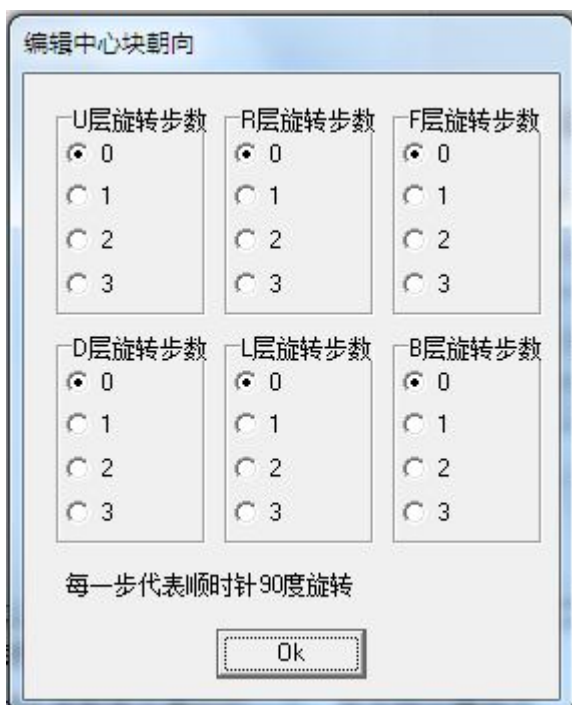 编辑中心块朝向
U层旋转步数 R层旋转步数 F层旋转步数
0 0 0
1 1 1
2 2 2
3 3 3
D层旋转步数 L层旋转步数 B层旋转步数
0 0 0
1 1 1
2 2 2
3 3 3
每一步代表顺时针90度旋转
Ok